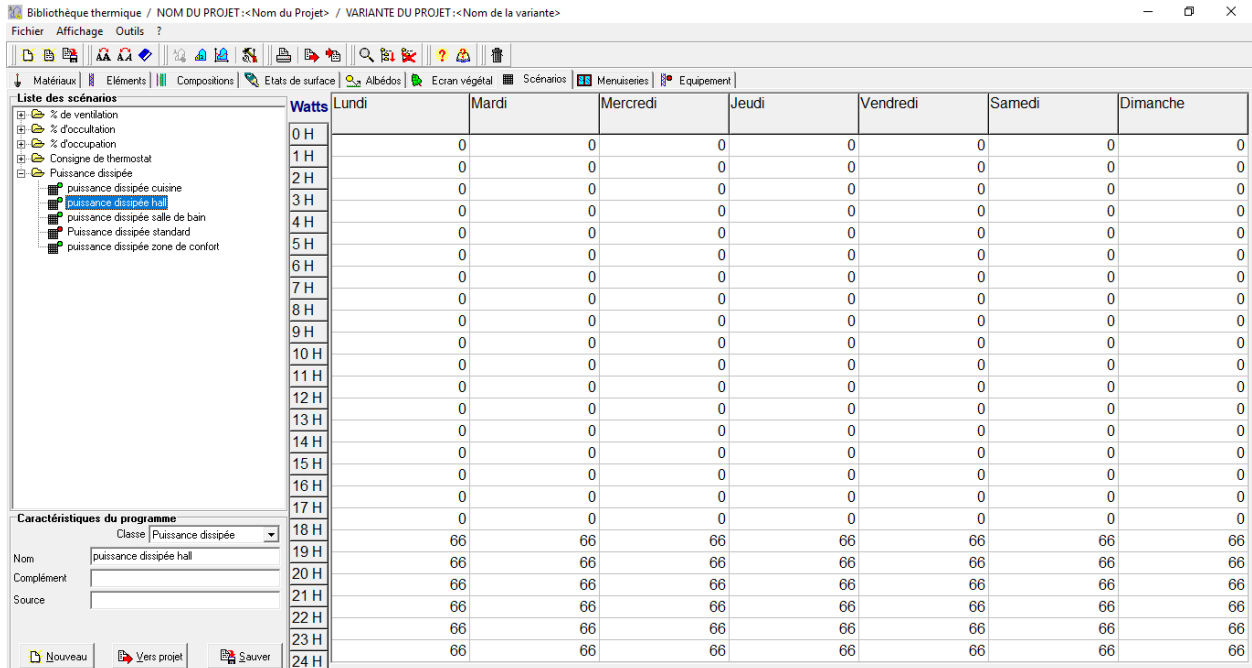 Bibliothèque thermique / NOM DU PROJET :<Nom du Projet> / VARIANTE DU PROJET :<Nom de la variante>
Fichier Affichage Outils ?
Matériaux Eléments Compositions Etats de surface Albédos Ecran végétal Scénarios Menuiseries Equipement
Liste des scénarios
% de ventilation
% d'occultation
% d'occupation
Consigne de thermostat
Puissance dissipée
puissance dissipée cuisine
puissance dissipée hall
puissance dissipée salle de bain
Puissance dissipée standard
puissance dissipée zone de confort
Caractéristiques du programme
Classe Puissance dissipée
Nom puissance dissipée hall
Complément
Source
Nouveau Vers projet Sauver
Watts Lundi Mardi Mercredi Jeudi Vendredi Samedi Dimanche
0 H
0 0 0 0 0 0 0
1 H
0 0 0 0 0 0 0
2 H
0 0 0 0 0 0 0
3 H
0 0 0 0 0 0 0
4 H
0 0 0 0 0 0 0
5 H
0 0 0 0 0 0 0
6 H
0 0 0 0 0 0 0
7 H
0 0 0 0 0 0 0
8 H
0 0 0 0 0 0 0
9 H
0 0 0 0 0 0 0
10 H
0 0 0 0 0 0 0
11 H
0 0 0 0 0 0 0
12 H
0 0 0 0 0 0 0
13 H
0 0 0 0 0 0 0
14 H
0 0 0 0 0 0 0
15 H
0 0 0 0 0 0 0
16 H
0 0 0 0 0 0 0
17 H
0 0 0 0 0 0 0
18 H
66 66 66 66 66 66 66
19 H
66 66 66 66 66 66 66
20 H
66 66 66 66 66 66 66
21 H
66 66 66 66 66 66 66
22 H
66 66 66 66 66 66 66
23 H
66 66 66 66 66 66 66
24 H